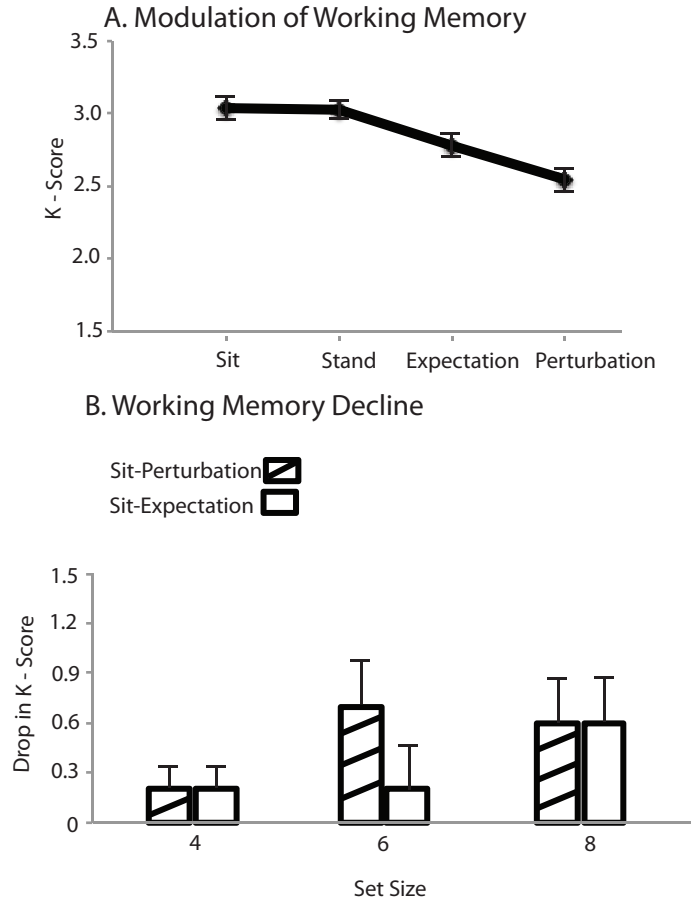 A. Modulation of Working Memory
3.5
3.0
2.5
2.0
1.5
K - Score
Sit Stand Expectation Perturbation
B. Working Memory Decline
Sit-Perturbation
Sit-Expectation
1.5
1.2
0.9
0.6
0.3
0
Drop in K - Score
4 6 8
Set Size